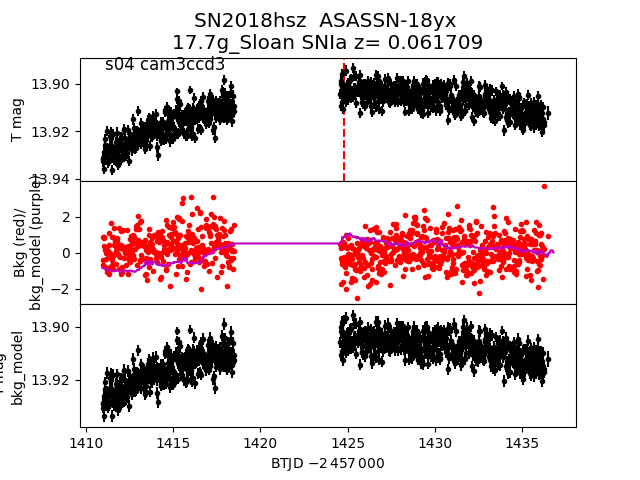 SN2018hsz ASASSN-18yx
17.7g_Sloan SNIa z= 0.061709
s04 cam3ccd3
13.90
13.92
13.94
T mag
2
0
−2
Bkg (red)/
bkg_model (purple)
13.90
13.92
mag
bkg_model
1410 1415 1420 1425 1430 1435
BTJD −2 457 000